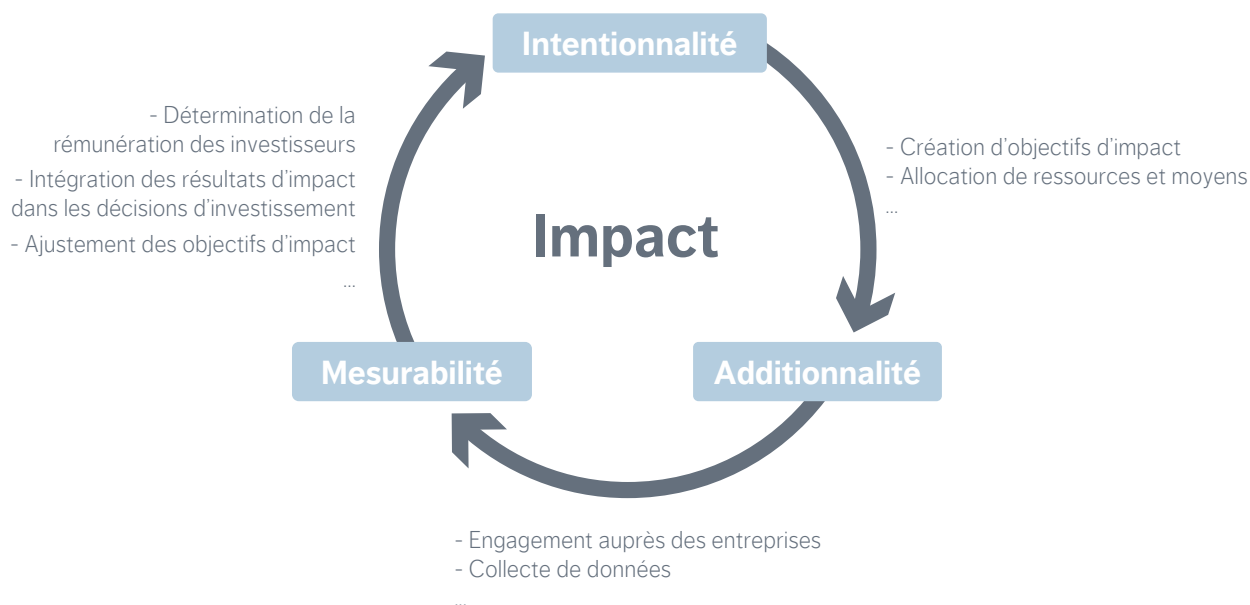 Intentionnalité
- Détermination de la
rémunération des investisseurs
- Intégration des résultats d'impact
dans les décisions d'investissement
- Ajustement des objectifs d'impact
...
- Création d'objectifs d'impact
- Allocation de ressources et moyens
...
Impact
Mesurabilité
Additionnalité
- Engagement auprès des entreprises
- Collecte de données
...